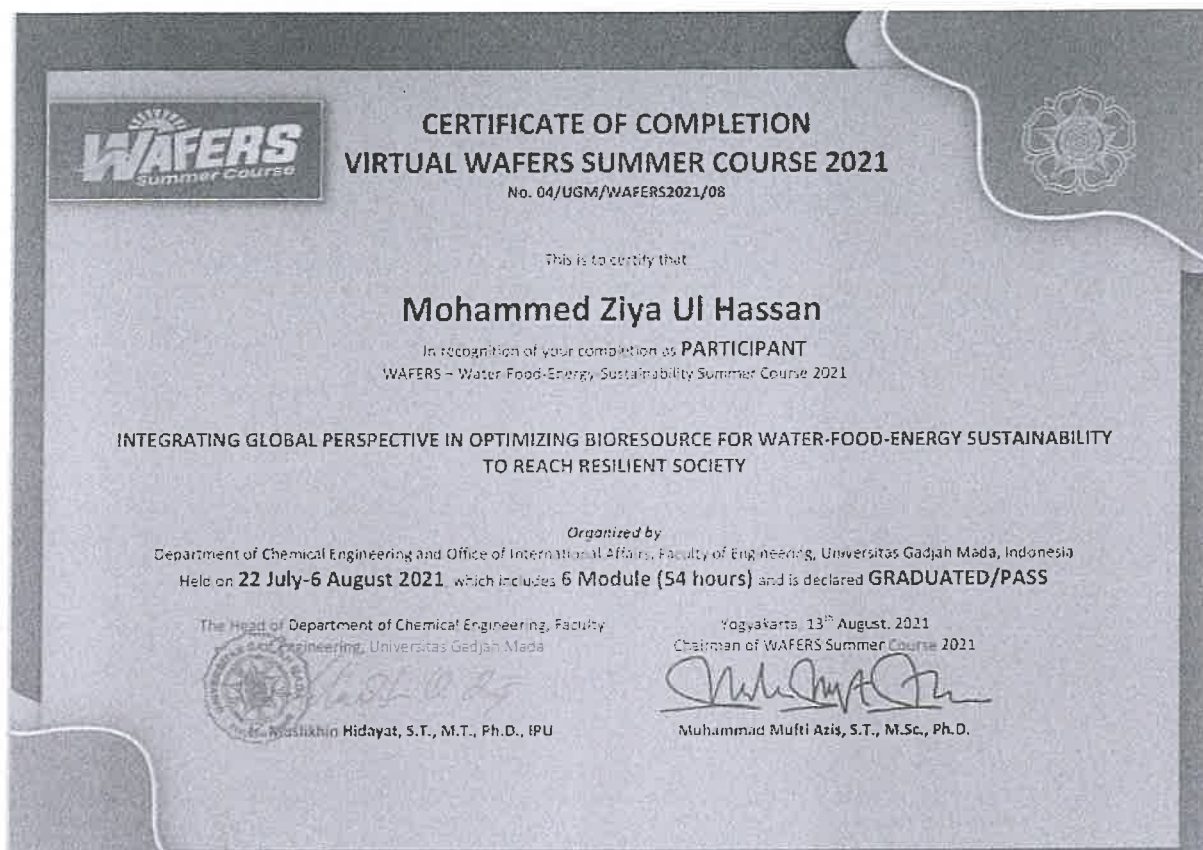 WAFERS
Summer Course
CERTIFICATE OF COMPLETION
VIRTUAL WAFERS SUMMER COURSE 2021
No. 04/UGM/WAFERS2021/08
This is to certify that
Mohammed Ziya Ul Hassan
In recognition of your completion as PARTICIPANT
WAFERS – Water-Food-Energy-Sustainability Summer Course 2021
INTEGRATING GLOBAL PERSPECTIVE IN OPTIMIZING BIORESOURCE FOR WATER-FOOD-ENERGY SUSTAINABILITY
TO REACH RESILIENT SOCIETY
Organized by
Department of Chemical Engineering and Office of International Affairs, Faculty of Engineering, Universitas Gadjah Mada, Indonesia
Held on 22 July-6 August 2021, which includes 6 Module (54 hours) and is declared GRADUATED/PASS
The Head of Department of Chemical Engineering, Faculty
of Engineering, Universitas Gadjah Mada
Hidayat, S.T., M.T., Ph.D., IPU
Yogyakarta, 13th August, 2021
Chairman of WAFERS Summer Course 2021
Muhammad Mufti Azis, S.T., M.Sc., Ph.D.